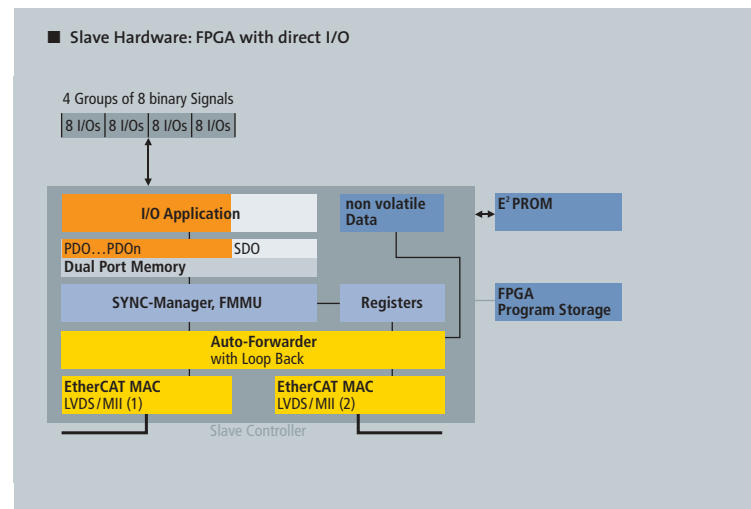 ■ Slave Hardware: FPGA with direct I/O
4 Groups of 8 binary Signals
8 I/Os 8 I/Os 8 I/Os 8 I/Os
I/O Application
non volatile
Data
E² PROM
PDO...PDOn
SDO
Dual Port Memory
SYNC-Manager, FMMU
Registers
FPGA
Program Storage
Auto-Forwarder
with Loop Back
EtherCAT MAC
LVDS/MII (1)
EtherCAT MAC
LVDS/MII (2)
Slave Controller